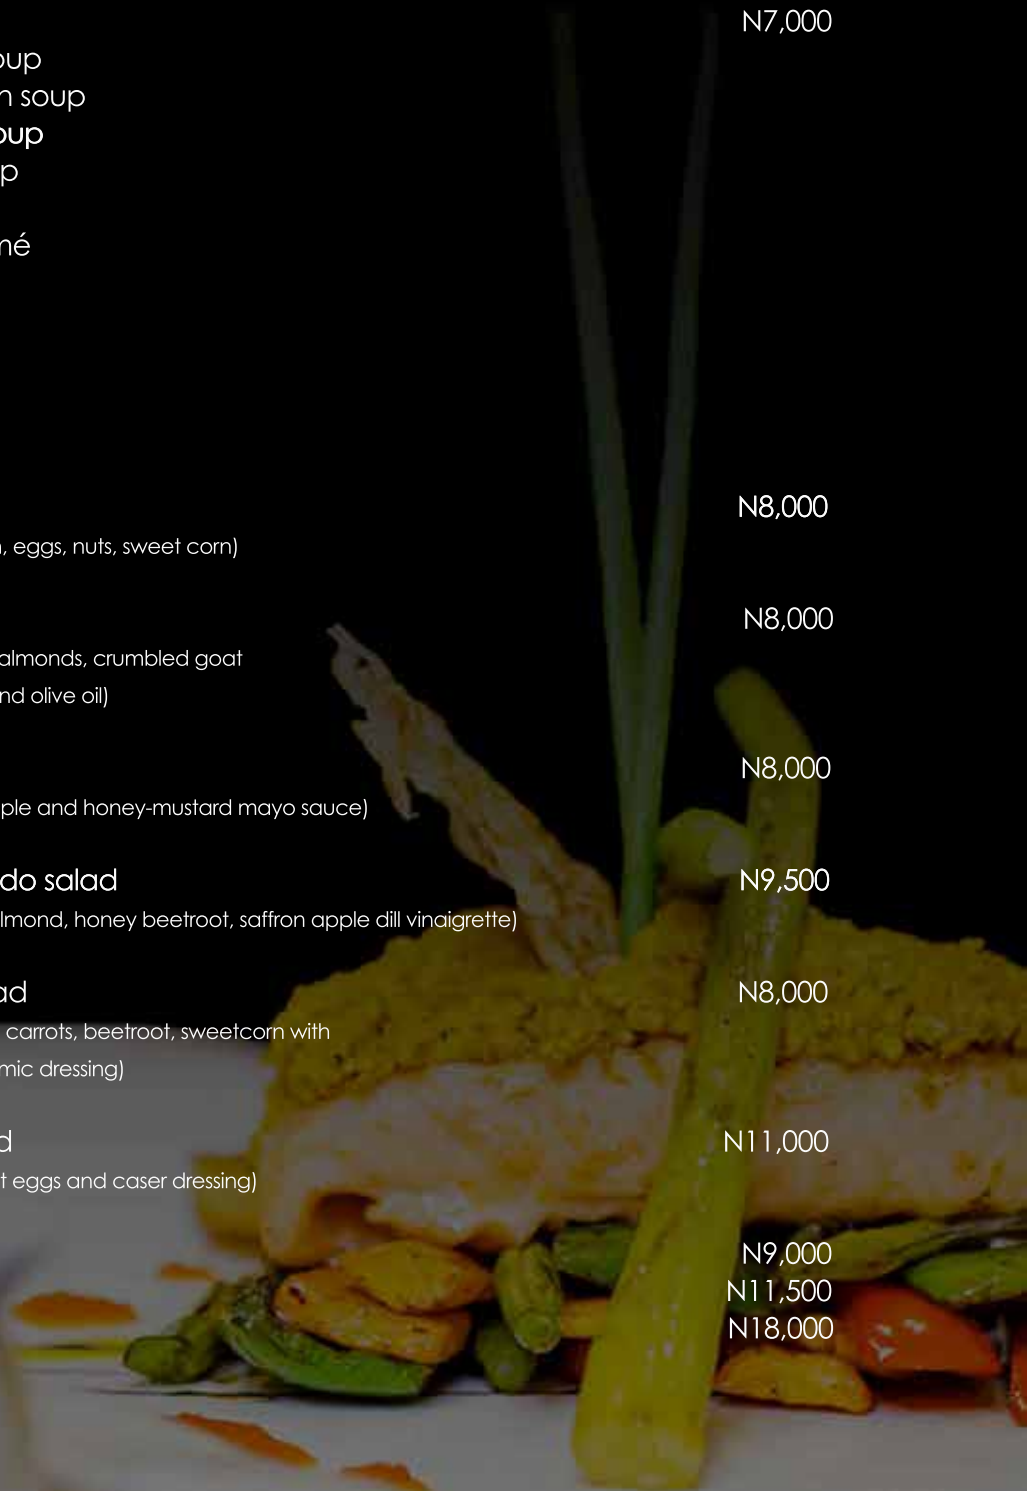 N7,000
oup
n soup
oup
p
mé
N8,000
, eggs, nuts, sweet corn)
N8,000
almonds, crumbled goat
nd olive oil)
N8,000
ple and honey-mustard mayo sauce)
do salad N9,500
lmond, honey beetroot, saffron apple dill vinaigrette)
ad N8,000
carrots, beetroot, sweetcorn with
mic dressing)
d N11,000
t eggs and caser dressing)
N9,000
N11,500
N18,000